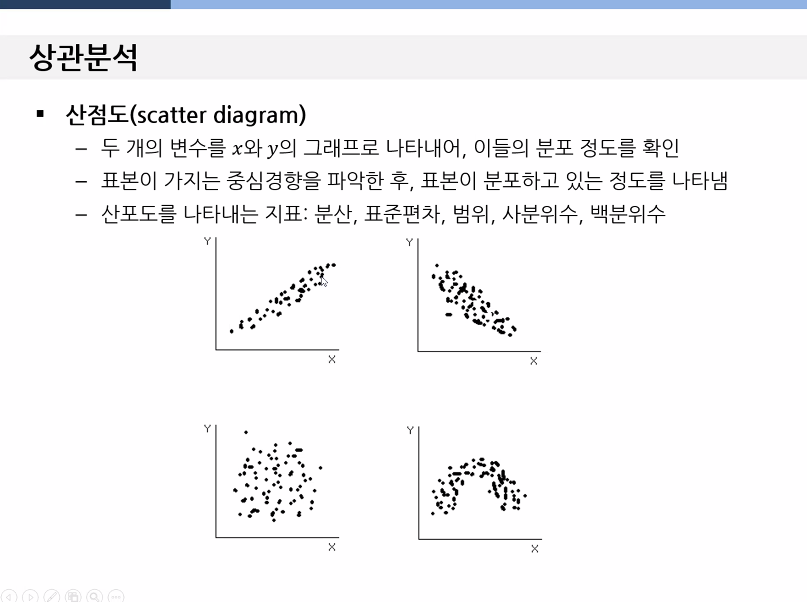 상관분석
▪ 산점도(scatter diagram)
– 두 개의 변수를 x와 y의 그래프로 나타내어, 이들의 분포 정도를 확인
– 표본이 가지는 중심경향을 파악한 후, 표본이 분포하고 있는 정도를 나타냄
– 산포도를 나타내는 지표: 분산, 표준편차, 범위, 사분위수, 백분위수
Y
X
Y
X
Y
X
Y
X